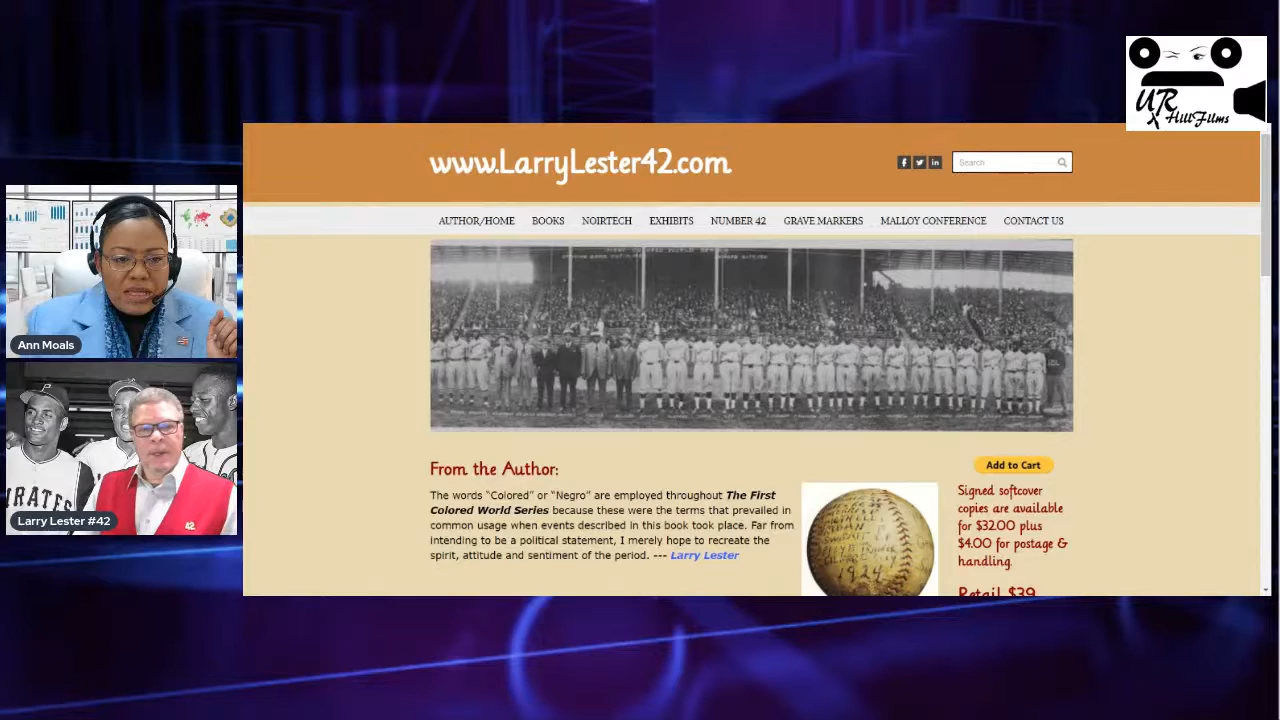 UR
HillFilms
www.LarryLester42.com
Search
AUTHOR/HOME BOOKS NOIRTECH EXHIBITS NUMBER 42 GRAVE MARKERS MALLOY CONFERENCE CONTACT US
Ann Moals
PIRATES
42
Larry Lester #42
From the Author:
The words “Colored” or “Negro” are employed throughout The First
Colored World Series because these were the terms that prevailed in
common usage when events described in this book took place. Far from
intending to be a political statement, I merely hope to recreate the
spirit, attitude and sentiment of the period. --- Larry Lester
1924
Add to Cart
Signed softcover
copies are available
for $32.00 plus
$4.00 for postage &
handling.
Retail $39